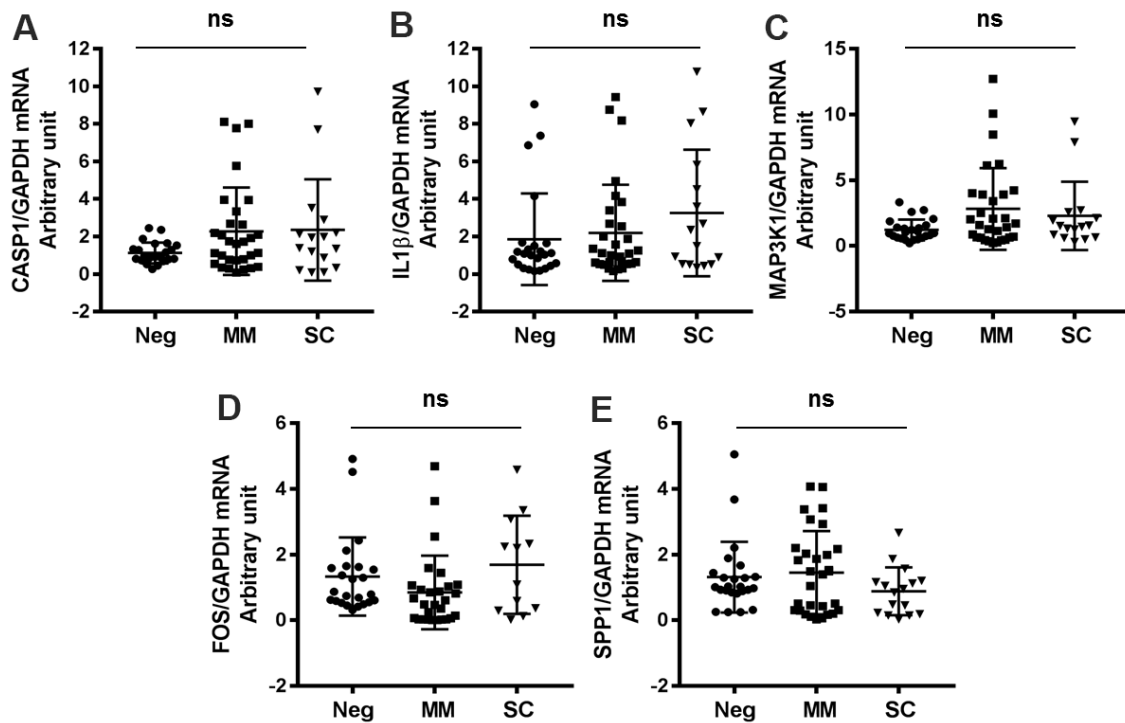 A
ns
CASP1/GAPDH mRNA
Arbitrary unit
12
10
8
6
4
2
0
-2
Neg MM SC
B
ns
IL1β/GAPDH mRNA
Arbitrary unit
12
10
8
6
4
2
0
-2
Neg MM SC
C
ns
MAP3K1/GAPDH mRNA
Arbitrary unit
15
10
5
0
-5
Neg MM SC
D
ns
FOS/GAPDH mRNA
Arbitrary unit
6
4
2
0
-2
Neg MM SC
E
ns
SPP1/GAPDH mRNA
Arbitrary unit
6
4
2
0
-2
Neg MM SC